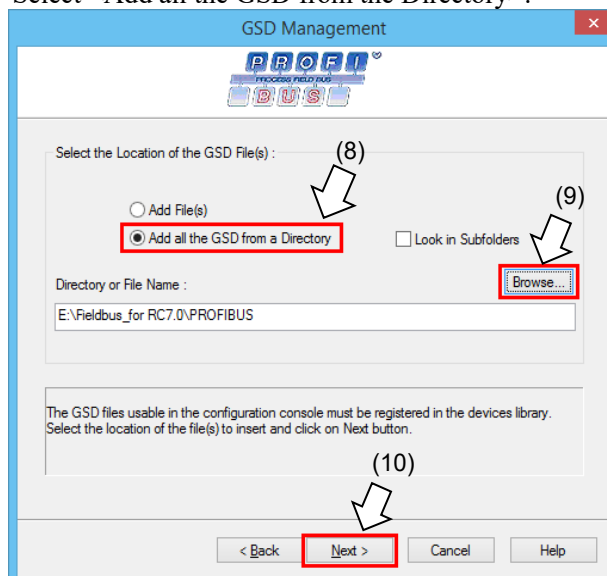 Select "Add all the GSD from the Directory".
GSD Management
PROFI
PROCESS FIELD BUS
BUS
Select the Location of the GSD File(s) :
(8)
Add File(s)
(9)
Add all the GSD from a Directory
Look in Subfolders
Directory or File Name :
Browse...
E:\Fieldbus_for RC7.0\PROFIBUS
The GSD files usable in the configuration console must be registered in the devices library.
Select the location of the file(s) to insert and click on Next button.
(10)
< Back
Next >
Cancel
Help